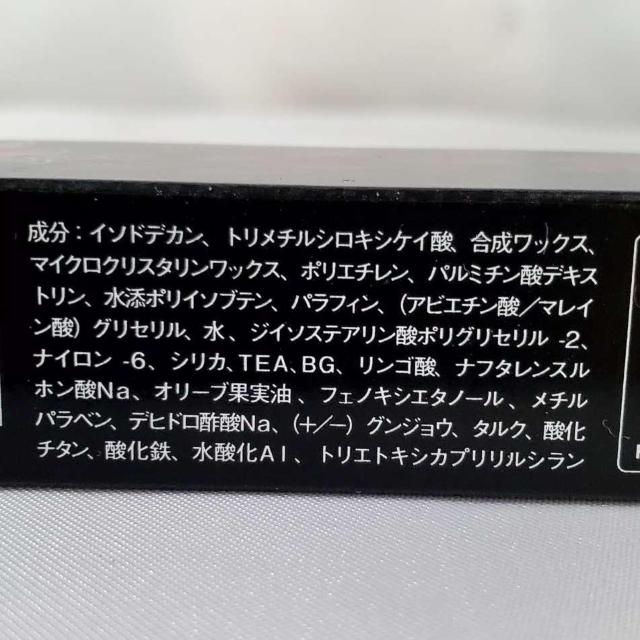 成分：イソドデカン、トリメチルシロキシケイ酸、合成ワックス、
マイクロクリスタリンワックス、ポリエチレン、パルミチン酸デキス
トリン、水添ポリイソブテン、パラフィン、（アビエチン酸／マレイ
ン酸）グリセリル、水、ジイソステアリン酸ポリグリセリル -2、
ナイロン -6、シリカ、TEA、BG、リンゴ酸、ナフタレンスル
ホン酸Na、オリーブ果実油 、フェノキシエタノール 、メチル
パラベン、デヒドロ酢酸Na、（+/−）グンジョウ、タルク、酸化
チタン、酸化鉄、水酸化Al 、トリエトキシカプリリルシラン